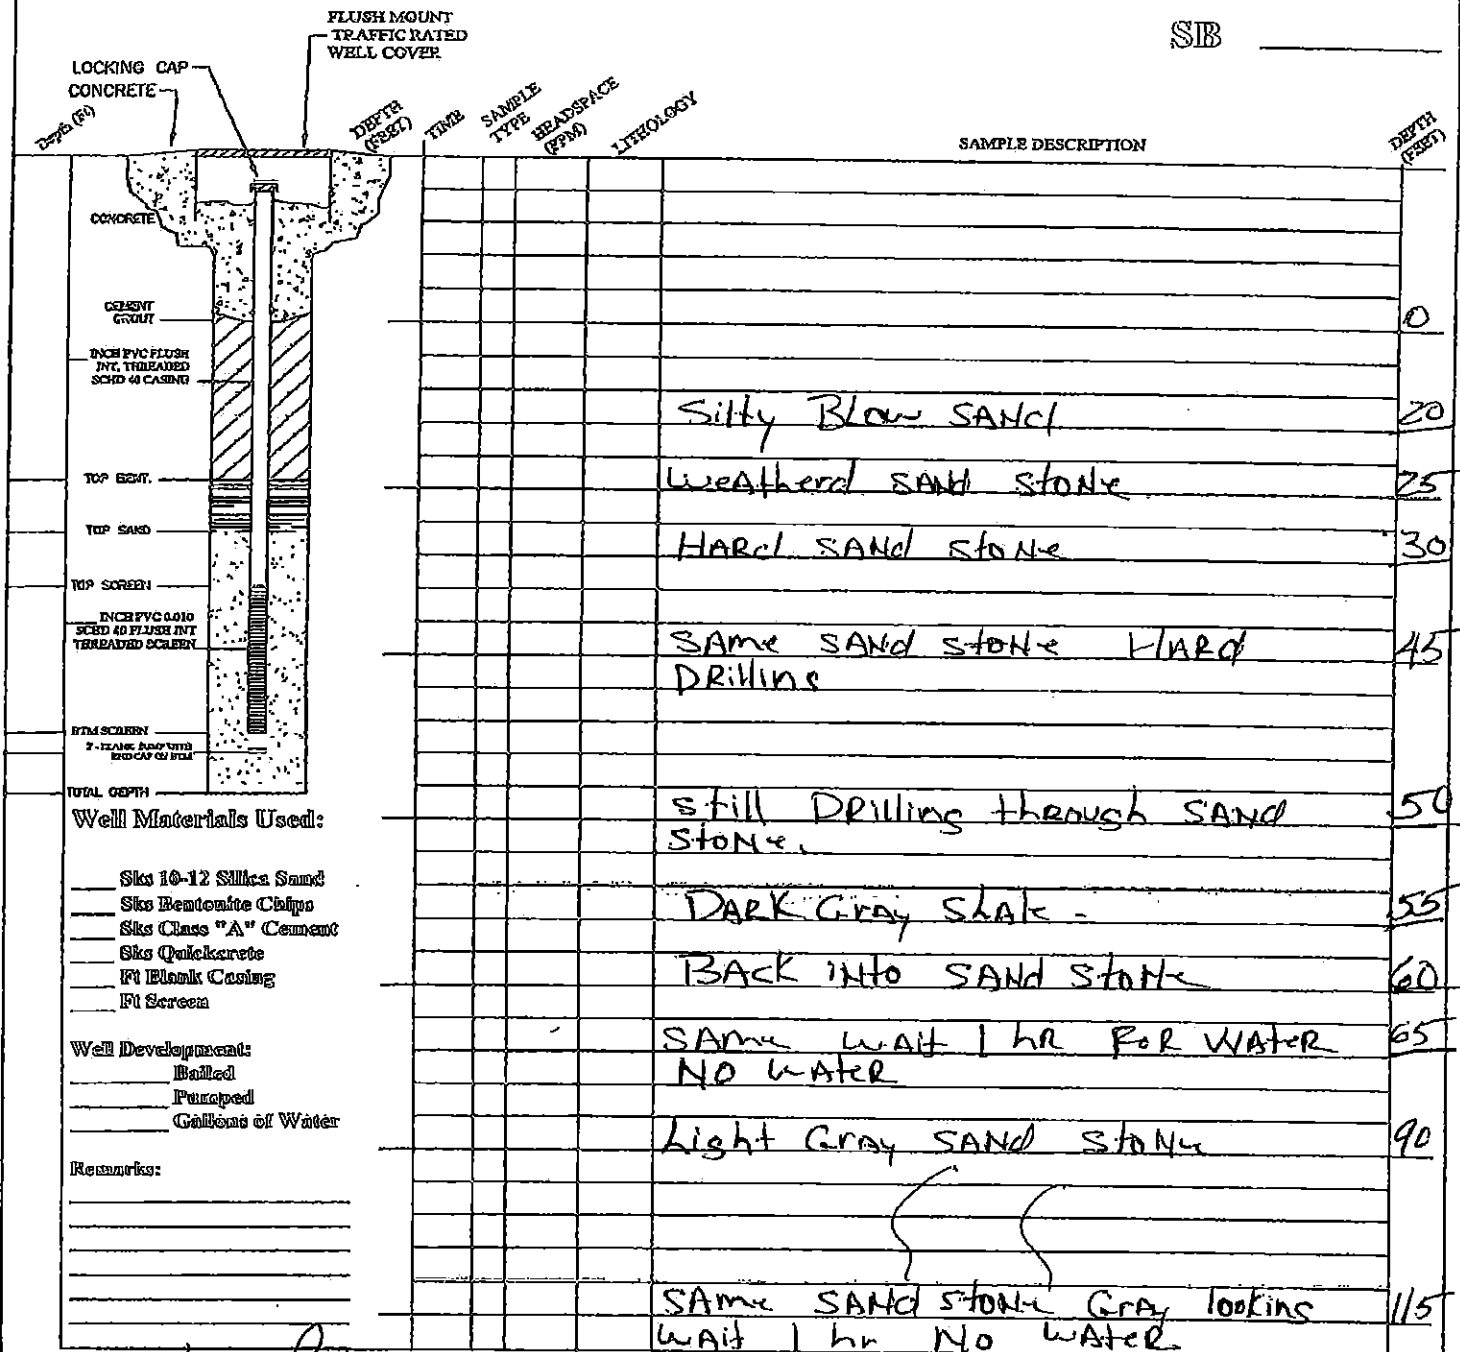 FLUSH MOUNT
TRAFFIC RATED
WELL COVER
SB
LOCKING CAP
CONCRETE
Depth (Ft)
DEPTH
(FEET)
TIME
SAMPLE
TYPE
HEADSPACE
(PPM)
LITHOLOGY
SAMPLE DESCRIPTION
DEPTH
(FEET)
CONCRETE
CEMENT
GROUT
0
INCH PVC FLUSH
JNT. THREADED
SCHD 40 CASING
Silty Blow SANd 20
TOP BENT.
WeAtherd SANd StoNe 25
TOP SAND
HARd SANd StoNe 30
TOP SCREEN
INCH PVC 0.010
SCHD 40 FLUSH JNT
THREADED SCREEN
SAme SANd StoNe HARd 45
DRilling
BTM SCREEN
END CAP ON BTM
TOTAL DEPTH
Well Materials Used:
still DRilling thRough SANd 50
StoNe.
Sks 10-12 Silica Sand
Sks Bentonite Chips
Sks Class "A" Cement
Sks Quickcrete
Ft Blank Casing
Ft Screen
DARK Gray ShAle - 55
BAck iNto SANd StoNe 60
SAme wAit 1 hR FoR WAteR 65
NO wAteR
Well Development:
Bailed
Pumped
Gallons of Water
Light GrAy SANd StoNe 90
Remarks:
SAme SANd StoNe GrAy looking 115
wAit 1 hr No wAteR